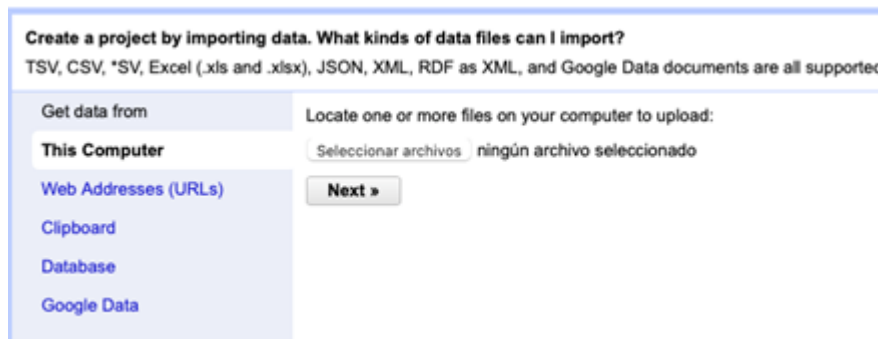 Create a project by importing data. What kinds of data files can I import?
TSV, CSV, *SV, Excel (.xls and .xlsx), JSON, XML, RDF as XML, and Google Data documents are all supported
Get data from
This Computer
Web Addresses (URLs)
Clipboard
Database
Google Data
Locate one or more files on your computer to upload:
Seleccionar archivos ningún archivo seleccionado
Next »